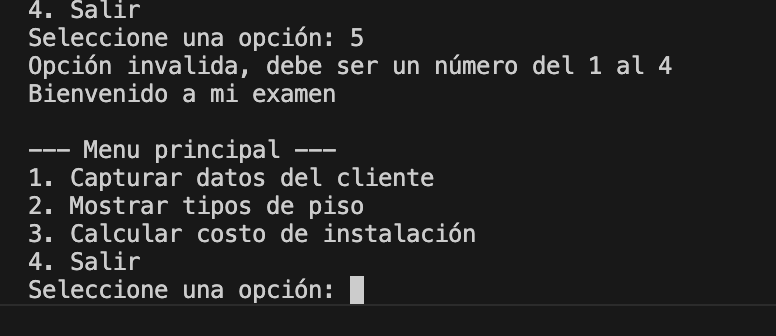 4. Salir
Seleccione una opción: 5
Opción invalida, debe ser un número del 1 al 4
Bienvenido a mi examen
--- Menu principal ---
1. Capturar datos del cliente
2. Mostrar tipos de piso
3. Calcular costo de instalación
4. Salir
Seleccione una opción: